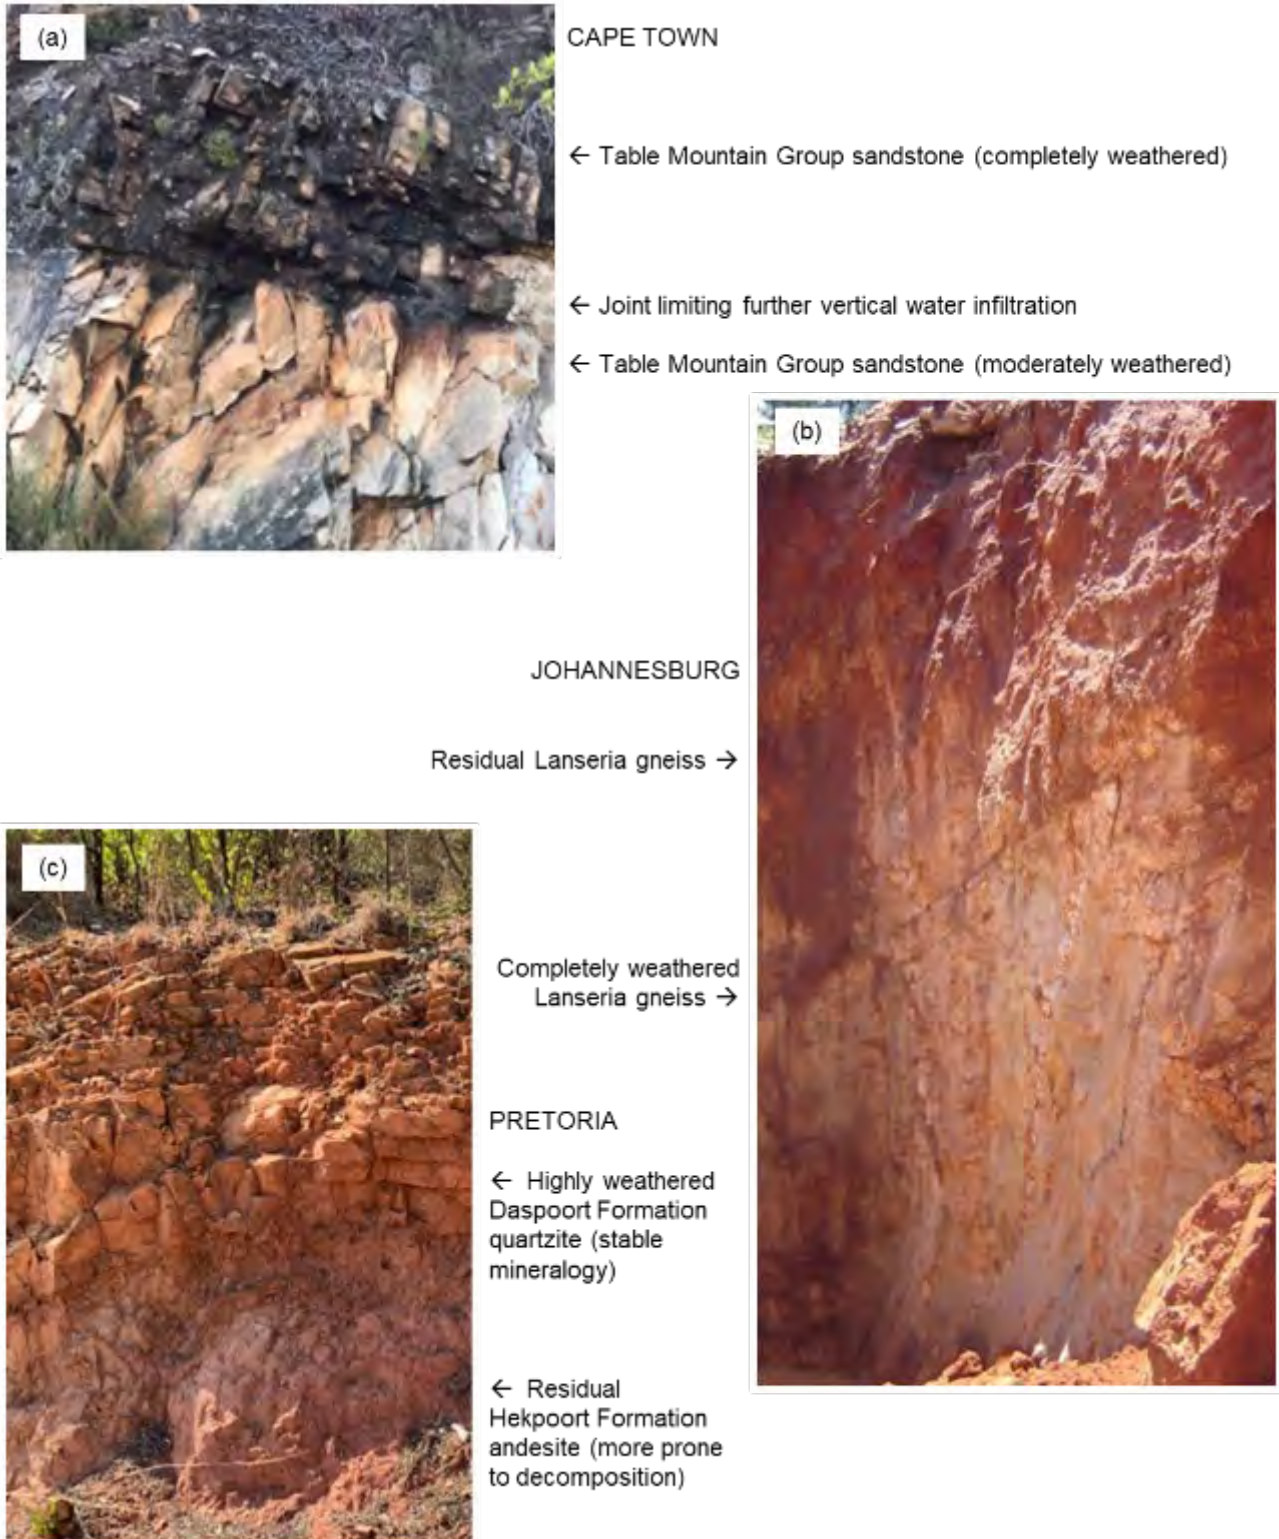 (a)
CAPE TOWN
← Table Mountain Group sandstone (completely weathered)
← Joint limiting further vertical water infiltration
← Table Mountain Group sandstone (moderately weathered)
(b)
JOHANNESBURG
Residual Lanseria gneiss →
(c)
Completely weathered
Lanseria gneiss →
PRETORIA
← Highly weathered
Daspoort Formation
quartzite (stable
mineralogy)
← Residual
Hekpoort Formation
andesite (more prone
to decomposition)